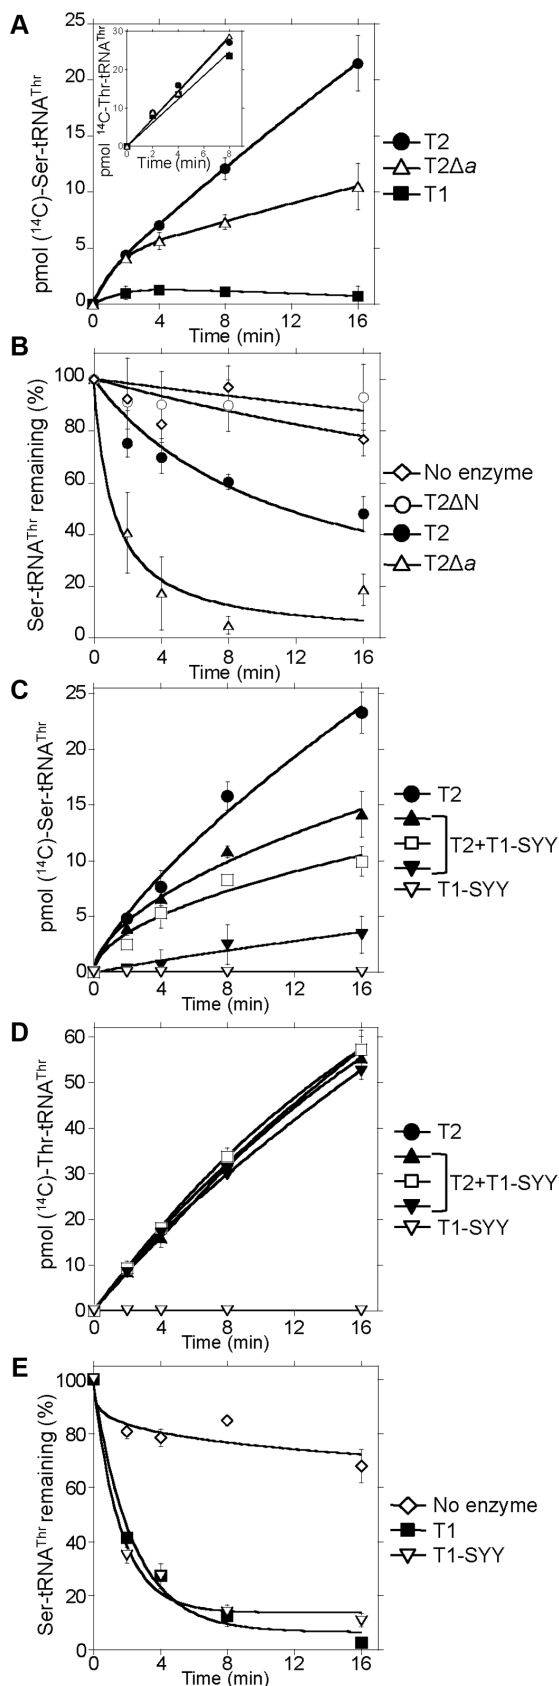 A
pmol (¹⁴C)-Ser-tRNAᵀʰʳ
25
20
15
10
5
0
0 4 8 12 16
Time (min)
pmol ¹⁴C-Thr-tRNAᵀʰʳ
30
20
10
0
0 2 4 6 8
Time (min)
T2
T2Δa
T1
B
Ser-tRNAᵀʰʳ remaining (%)
100
80
60
40
20
0
0 4 8 12 16
Time (min)
No enzyme
T2ΔN
T2
T2Δa
C
pmol (¹⁴C)-Ser-tRNAᵀʰʳ
25
20
15
10
5
0
0 4 8 12 16
Time (min)
T2
T2+T1-SYY
T1-SYY
D
pmol (¹⁴C)-Thr-tRNAᵀʰʳ
60
50
40
30
20
10
0
0 4 8 12 16
Time (min)
T2
T2+T1-SYY
T1-SYY
E
Ser-tRNAᵀʰʳ remaining (%)
100
80
60
40
20
0
0 4 8 12 16
Time (min)
No enzyme
T1
T1-SYY